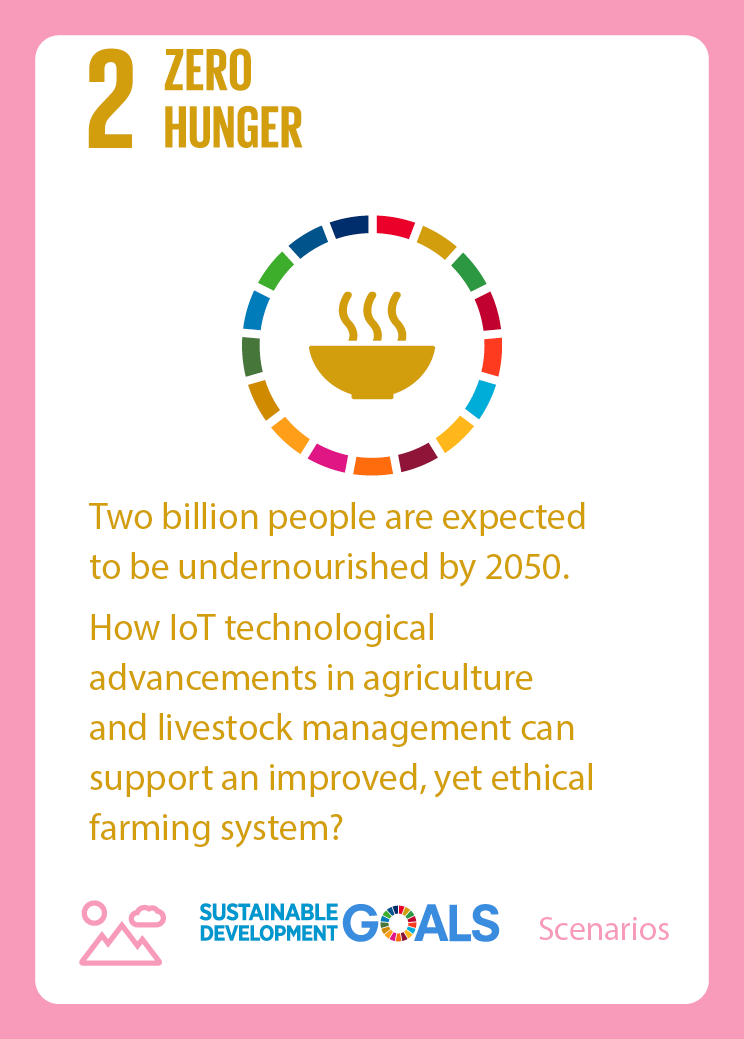 2 ZERO
HUNGER
Two billion people are expected
to be undernourished by 2050.
How IoT technological
advancements in agriculture
and livestock management can
support an improved, yet ethical
farming system?
SUSTAINABLE
DEVELOPMENT GOALS
Scenarios